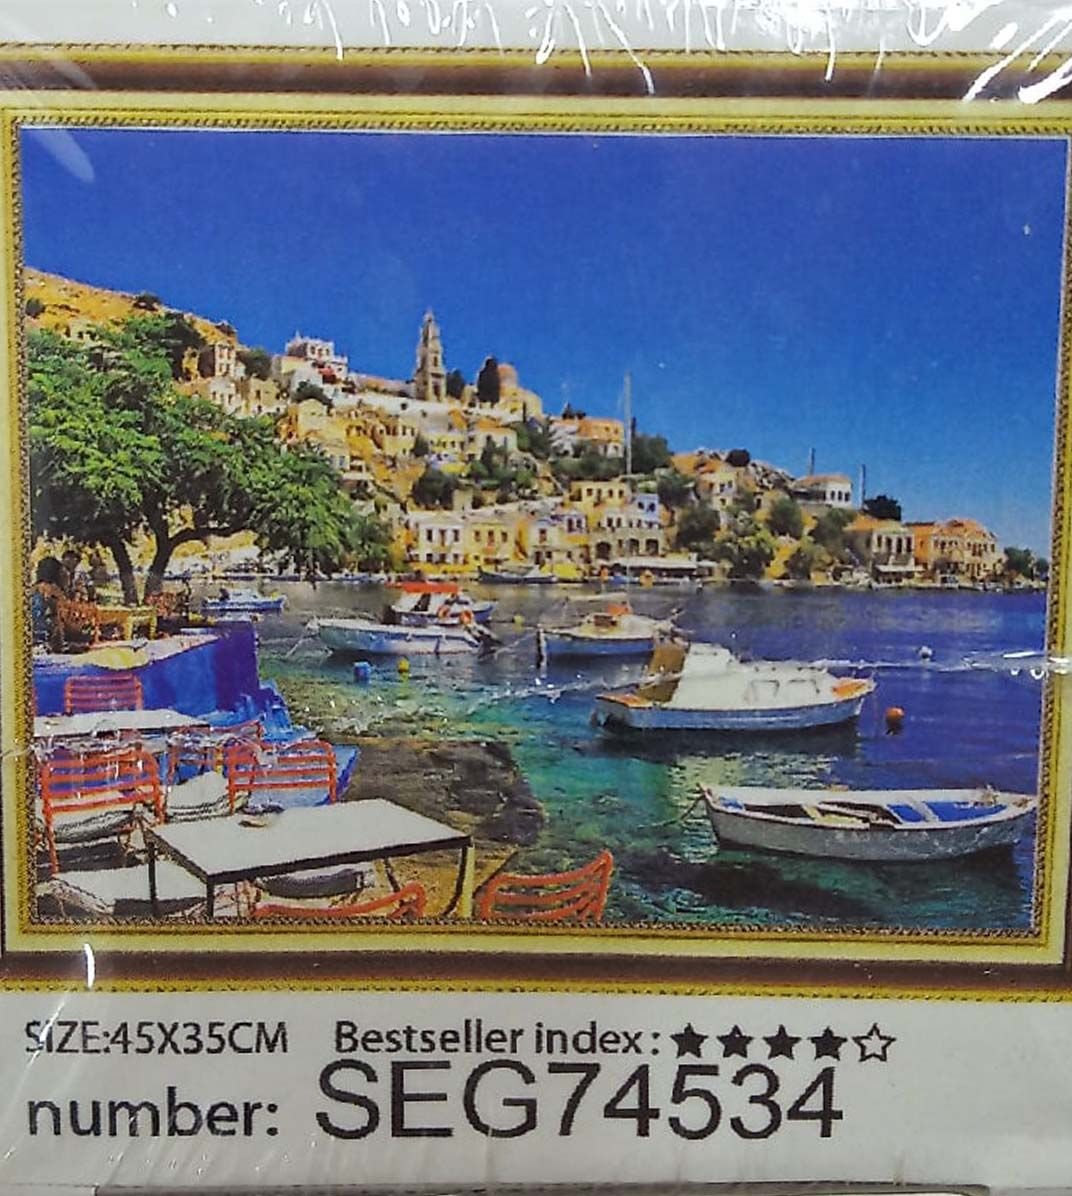 SIZE:45X35CM Bestseller index: ★★★★☆
number: SEG74534